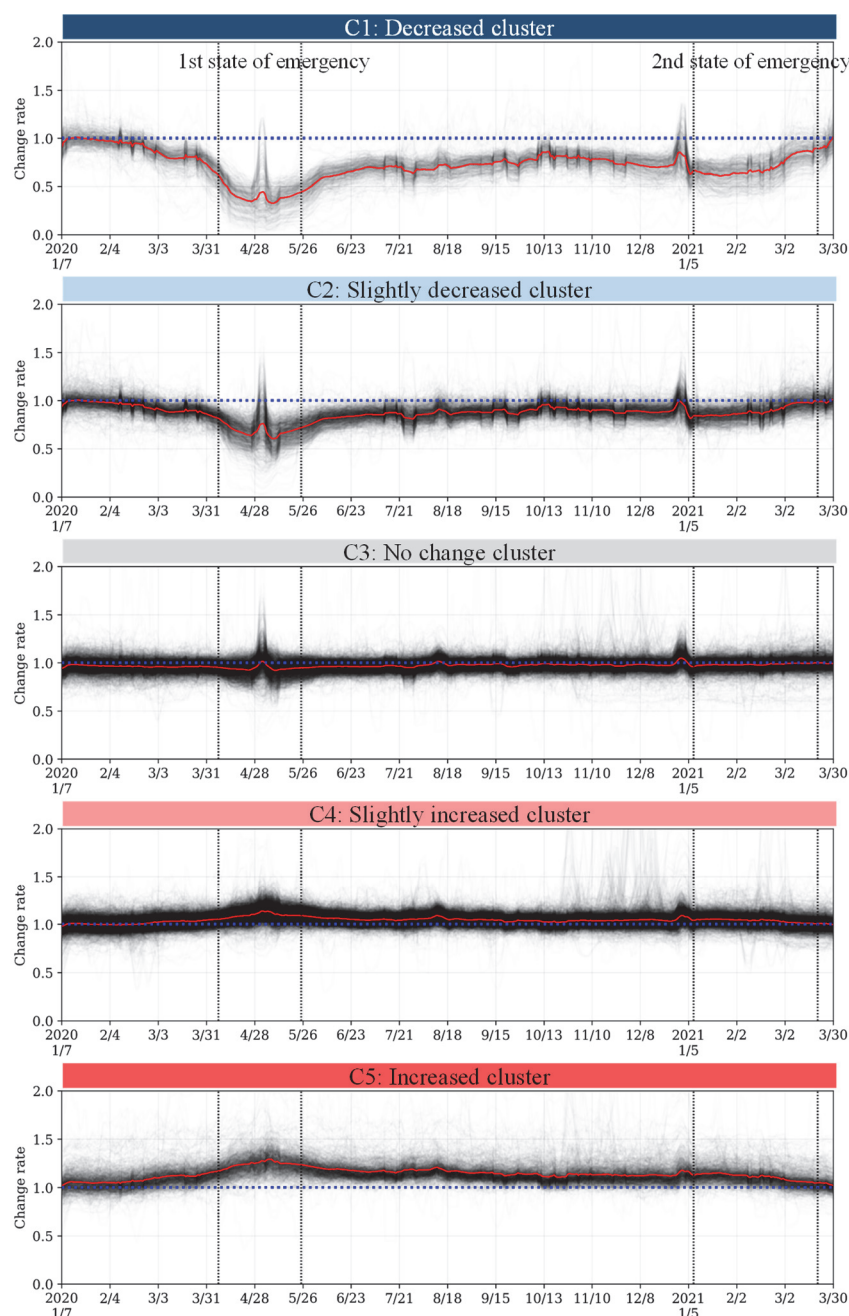 C1: Decreased cluster
2.0
1st state of emergency
2nd state of emergency
1.5
1.0
0.5
0.0
Change rate
2020 2/4 3/3 3/31 4/28 5/26 6/23 7/21 8/18 9/15 10/13 11/10 12/8 2021 2/2 3/2 3/30
1/7 1/5
C2: Slightly decreased cluster
2.0
1.5
1.0
0.5
0.0
Change rate
2020 2/4 3/3 3/31 4/28 5/26 6/23 7/21 8/18 9/15 10/13 11/10 12/8 2021 2/2 3/2 3/30
1/7 1/5
C3: No change cluster
2.0
1.5
1.0
0.5
0.0
Change rate
2020 2/4 3/3 3/31 4/28 5/26 6/23 7/21 8/18 9/15 10/13 11/10 12/8 2021 2/2 3/2 3/30
1/7 1/5
C4: Slightly increased cluster
2.0
1.5
1.0
0.5
0.0
Change rate
2020 2/4 3/3 3/31 4/28 5/26 6/23 7/21 8/18 9/15 10/13 11/10 12/8 2021 2/2 3/2 3/30
1/7 1/5
C5: Increased cluster
2.0
1.5
1.0
0.5
0.0
Change rate
2020 2/4 3/3 3/31 4/28 5/26 6/23 7/21 8/18 9/15 10/13 11/10 12/8 2021 2/2 3/2 3/30
1/7 1/5